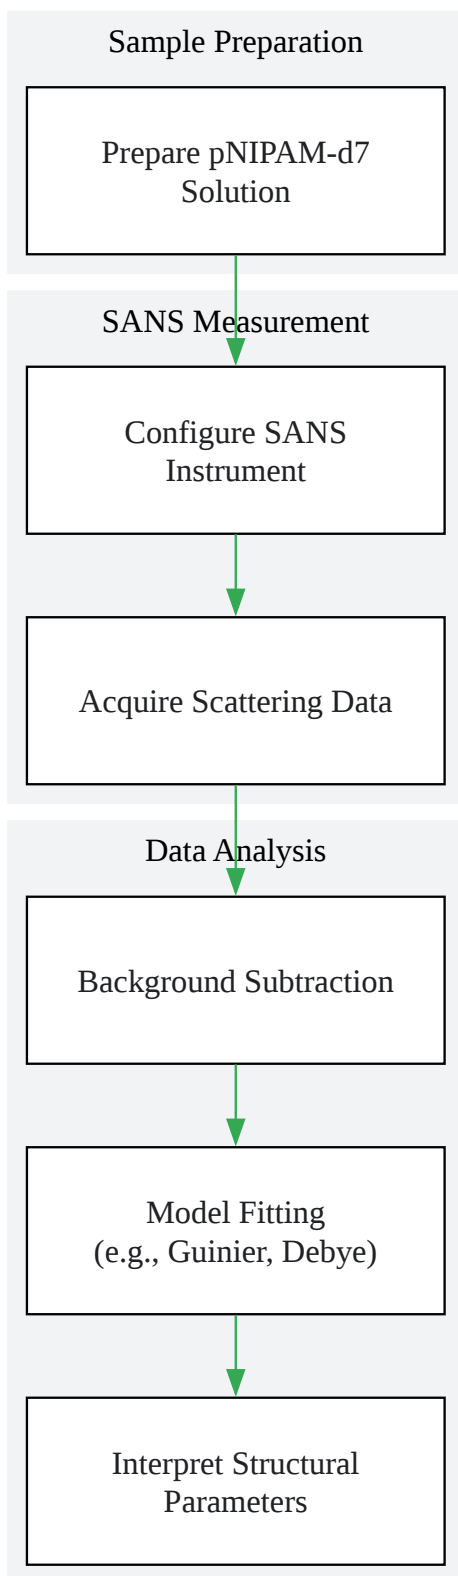 Sample Preparation
Prepare pNIPAM-d7
Solution
SANS Measurement
Configure SANS
Instrument
Acquire Scattering Data
Data Analysis
Background Subtraction
Model Fitting
(e.g., Guinier, Debye)
Interpret Structural
Parameters